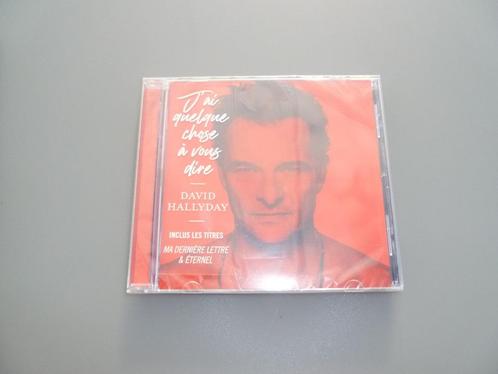 J'ai
quelque
chose
à vous
dire
DAVID
HALLYDAY
INCLUS LES TITRES
MA DERNIÈRE LETTRE
& ÉTERNEL